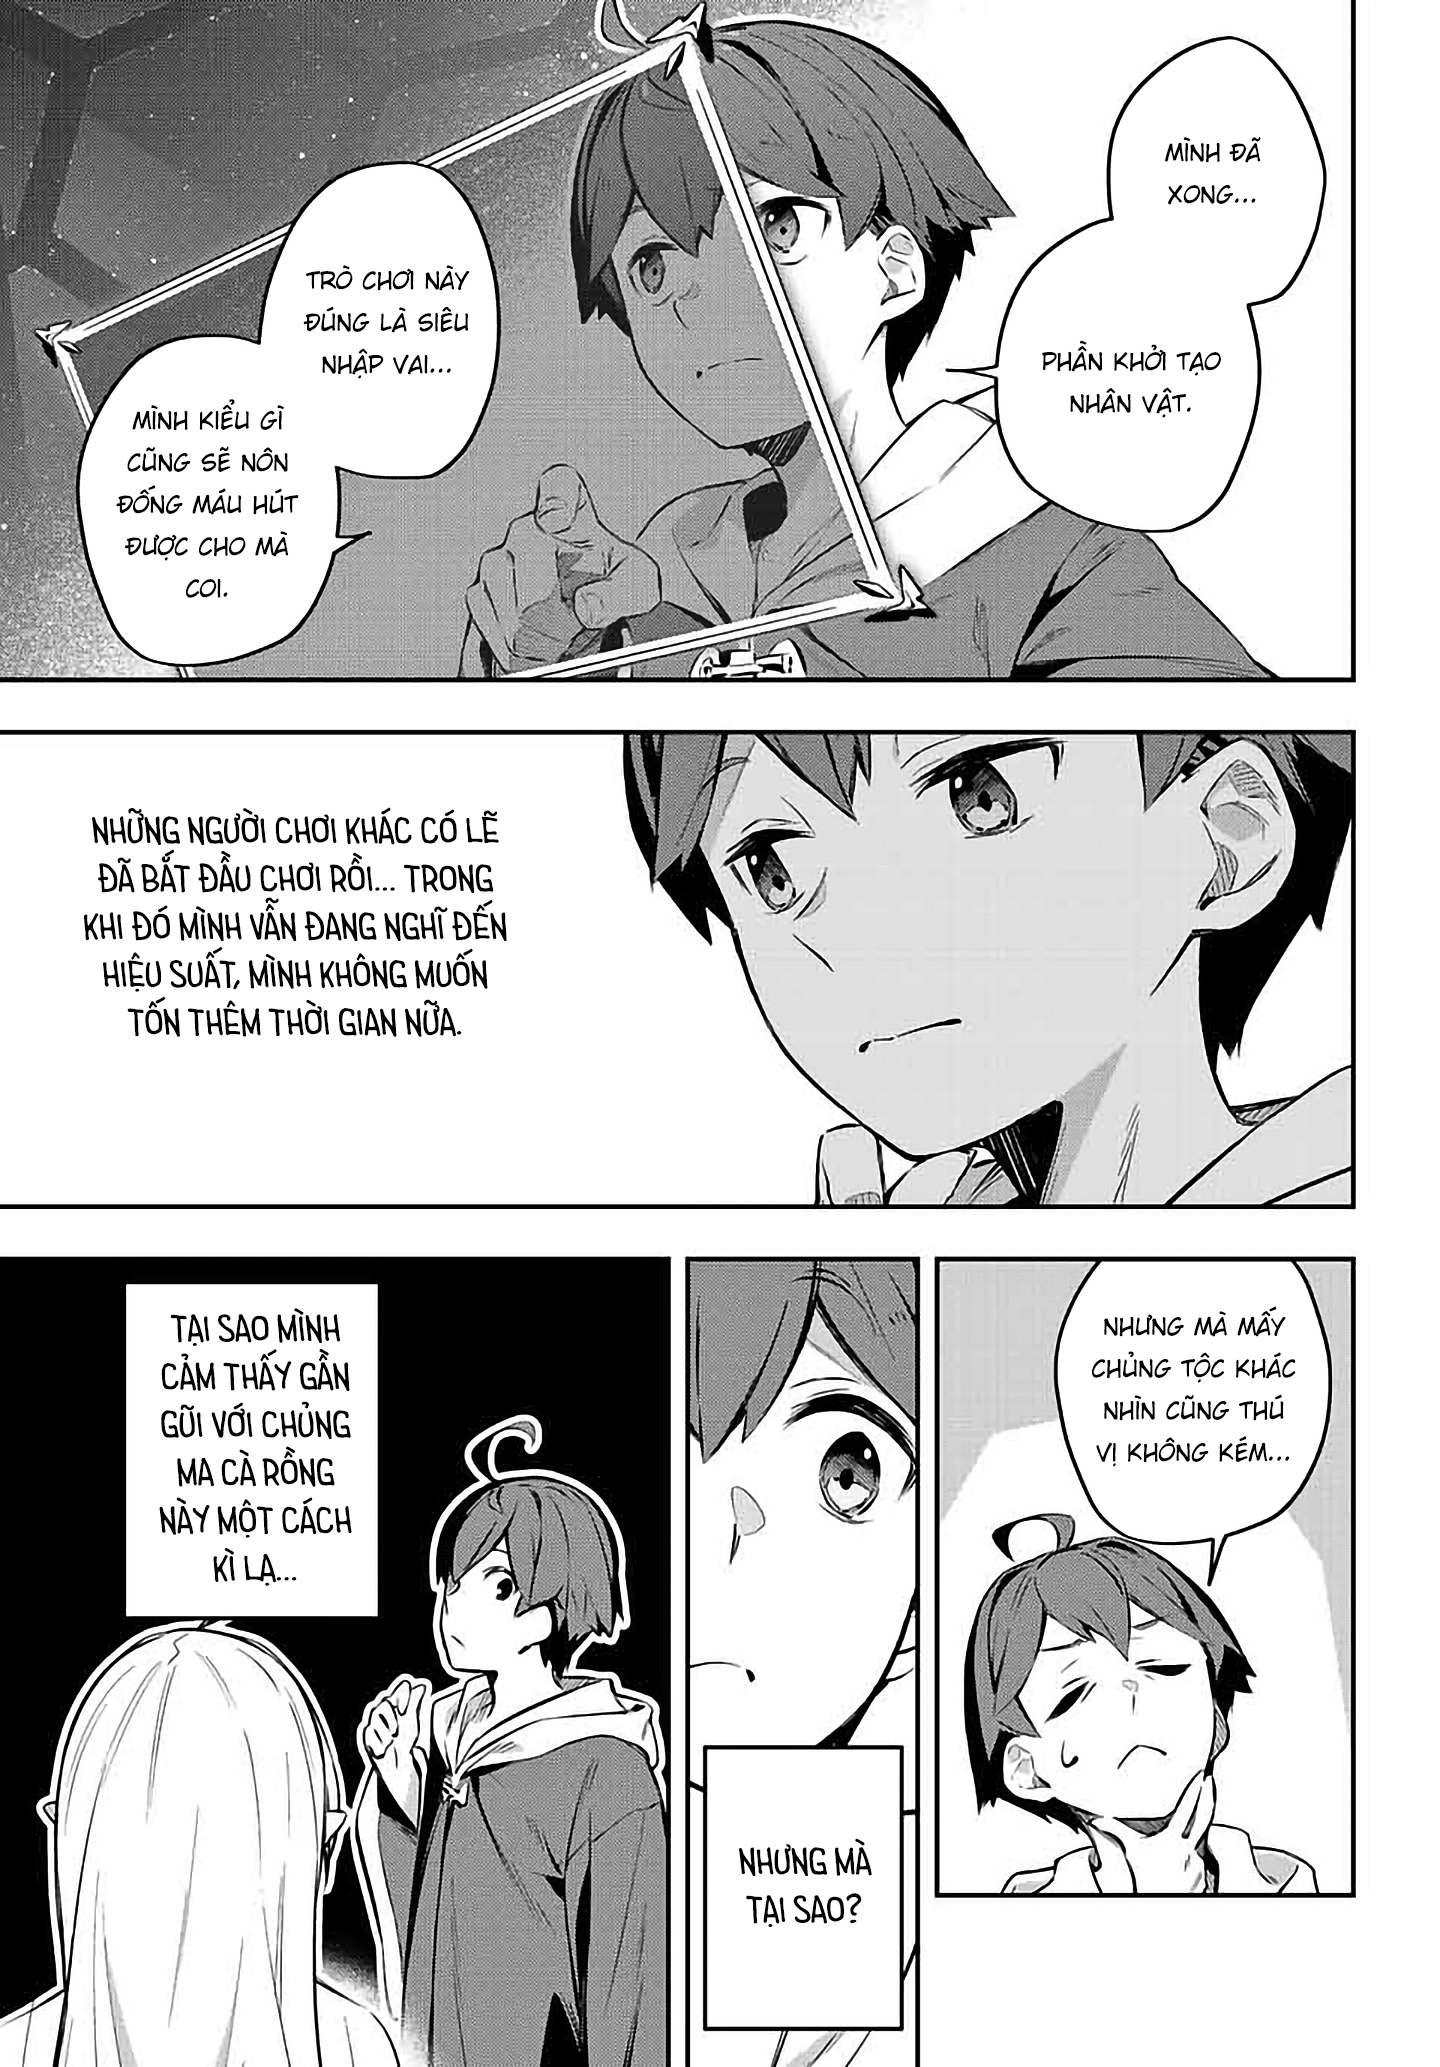 MÌNH ĐÃ
XONG...
PHẦN KHỞI TẠO
NHÂN VẬT.
TRÒ CHƠI NÀY
ĐÚNG LÀ SIÊU
NHẬP VAI...
MÌNH KIỂU GÌ
CŨNG SẼ NÔN
ĐỐNG MÁU HÚT
ĐƯỢC CHO MÀ
COI.
NHỮNG NGƯỜI CHƠI KHÁC CÓ LẼ
ĐÃ BẮT ĐẦU CHƠI RỒI... TRONG
KHI ĐÓ MÌNH VẪN ĐANG NGHĨ ĐẾN
HIỆU SUẤT, MÌNH KHÔNG MUỐN
TỐN THÊM THỜI GIAN NỮA.
NHƯNG MÀ MẤY
CHỦNG TỘC KHÁC
NHÌN CŨNG THÚ
VỊ KHÔNG KÉM...
NHƯNG MÀ
TẠI SAO?
TẠI SAO MÌNH
CẢM THẤY GẦN
GŨI VỚI CHỦNG
MA CÀ RỒNG
NÀY MỘT CÁCH
KÌ LẠ...